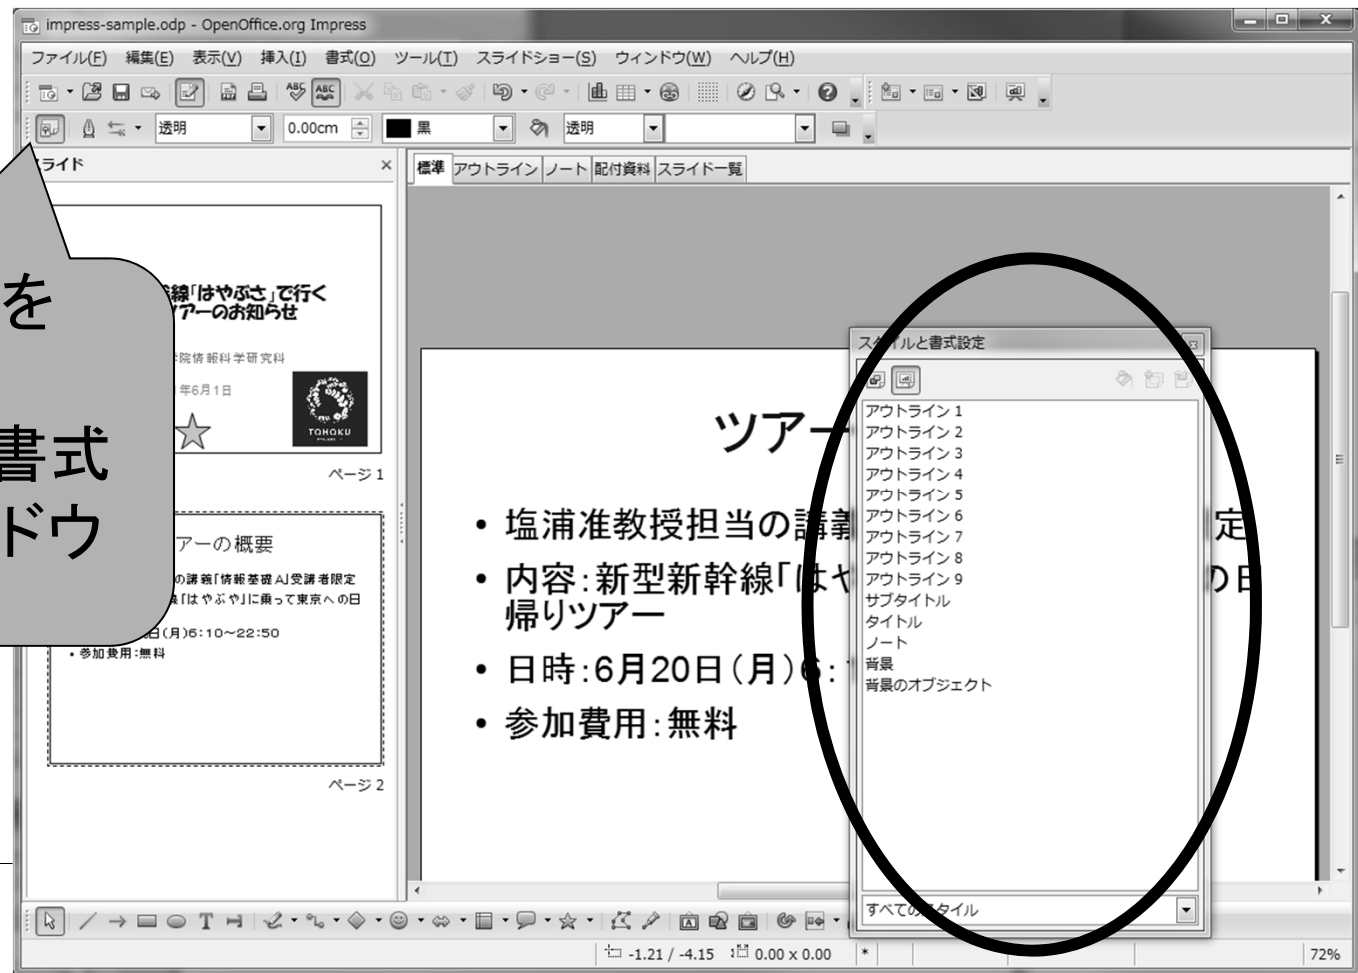 impress-sample.odp - OpenOffice.org Impress
ファイル(F) 編集(E) 表示(V) 挿入(I) 書式(O) ツール(T) スライドショー(S) ウィンドウ(W) ヘルプ(H)
透明 0.00cm 黒 透明
ライド
標準 アウトライン ノート 配付資料 スライド一覧
を
書式
ドウ
線「はやぶさ」で行く
ツアーのお知らせ
院情報科学研究科
年6月1日
TOHOKU
ページ 1
アーの概要
の講義「情報基礎A」受講者限定
「はやぶや」に乗って東京への日
日(月)6:10~22:50
• 参加費用:無料
ページ 2
ツアー
• 塩浦准教授担当の講義
定
• 内容:新型新幹線「はや
の日
帰りツアー
• 日時:6月20日(月)6:
• 参加費用:無料
スタイルと書式設定
アウトライン 1
アウトライン 2
アウトライン 3
アウトライン 4
アウトライン 5
アウトライン 6
アウトライン 7
アウトライン 8
アウトライン 9
サブタイトル
タイトル
ノート
背景
背景のオブジェクト
すべてのスタイル
-1.21 / -4.15 0.00 x 0.00 * 72%